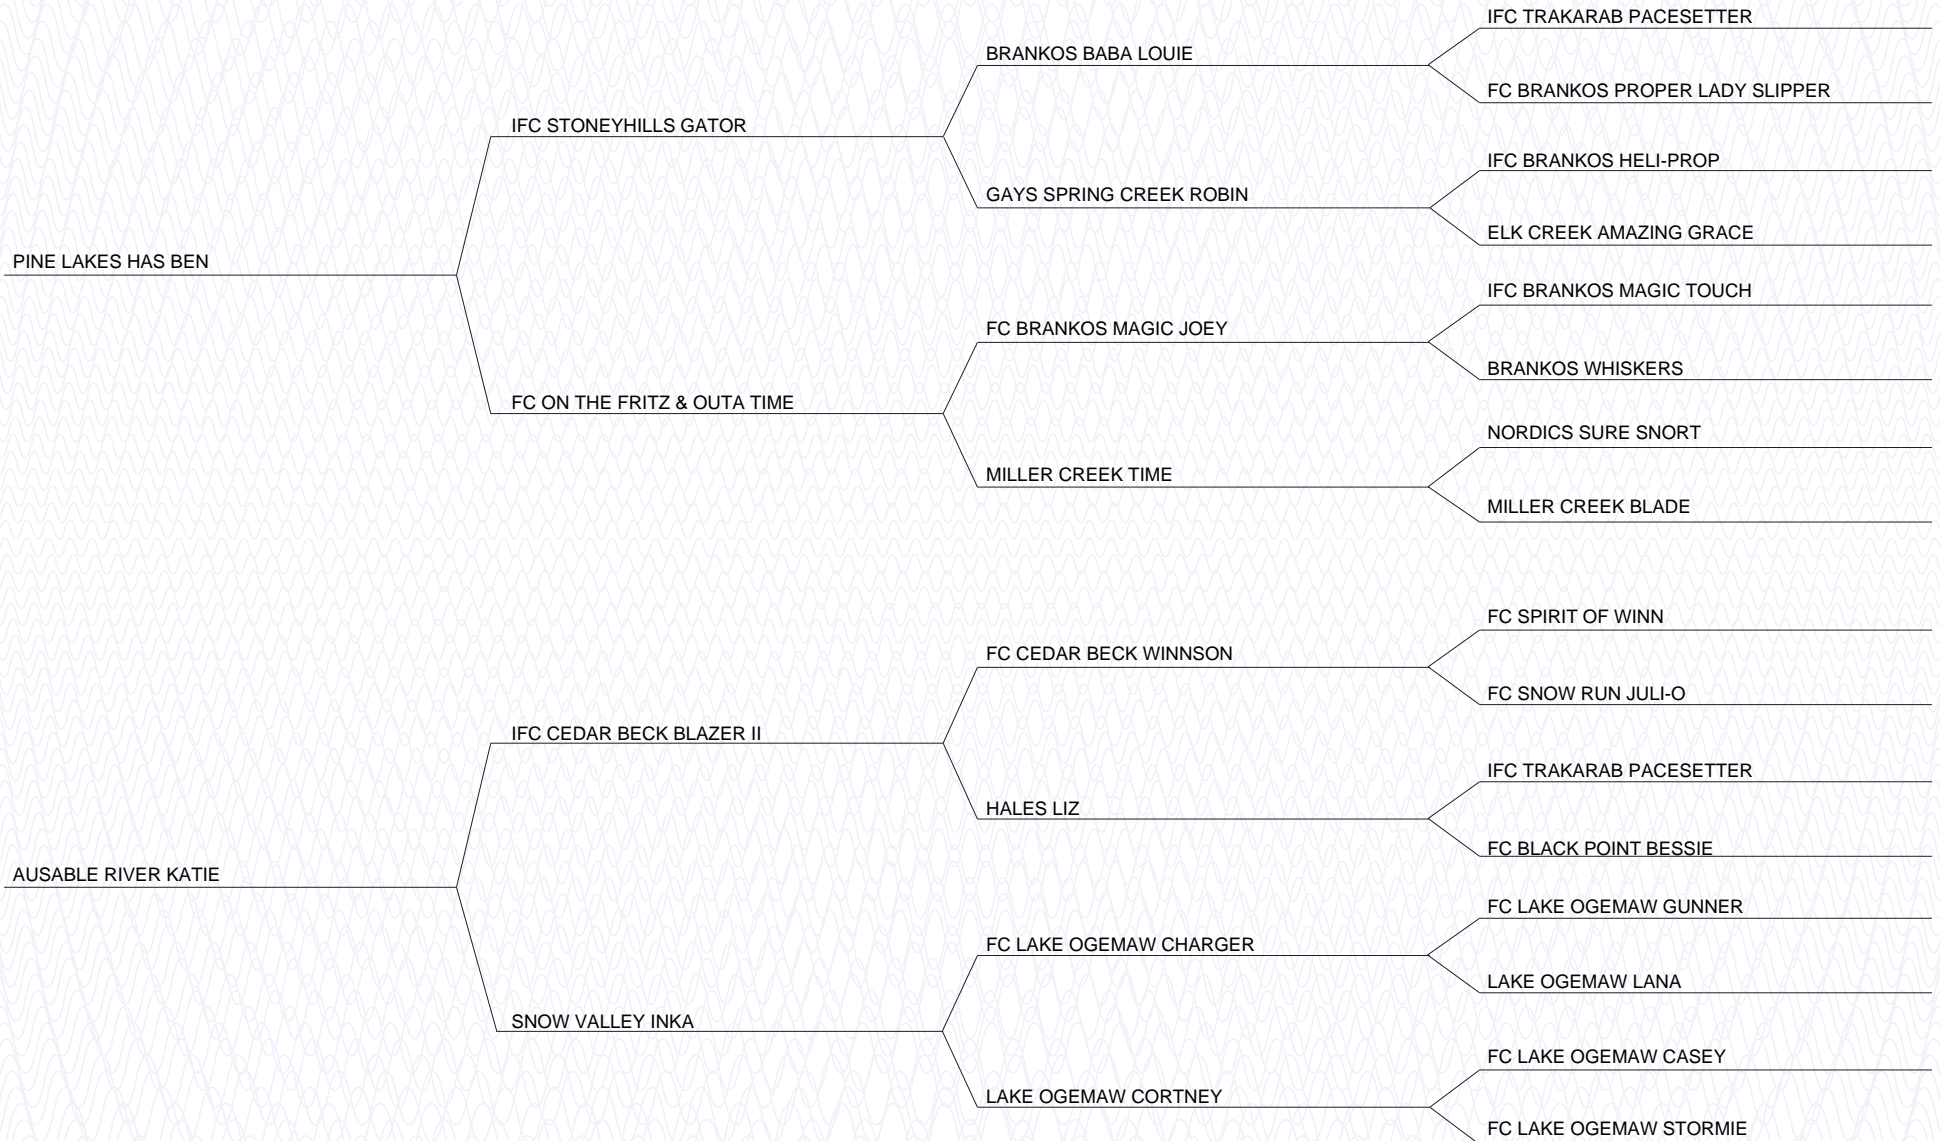 IFC TRAKARAB PACESETTER
BRANKOS BABA LOUIE
FC BRANKOS PROPER LADY SLIPPER
IFC STONEYHILLS GATOR
IFC BRANKOS HELI-PROP
GAYS SPRING CREEK ROBIN
ELK CREEK AMAZING GRACE
PINE LAKES HAS BEN
IFC BRANKOS MAGIC TOUCH
FC BRANKOS MAGIC JOEY
BRANKOS WHISKERS
FC ON THE FRITZ & OUTA TIME
NORDICS SURE SNORT
MILLER CREEK TIME
MILLER CREEK BLADE
FC SPIRIT OF WINN
FC CEDAR BECK WINNSON
FC SNOW RUN JULI-O
IFC CEDAR BECK BLAZER II
IFC TRAKARAB PACESETTER
HALES LIZ
FC BLACK POINT BESSIE
AUSABLE RIVER KATIE
FC LAKE OGEMAW GUNNER
FC LAKE OGEMAW CHARGER
LAKE OGEMAW LANA
SNOW VALLEY INKA
FC LAKE OGEMAW CASEY
LAKE OGEMAW CORTNEY
FC LAKE OGEMAW STORMIE